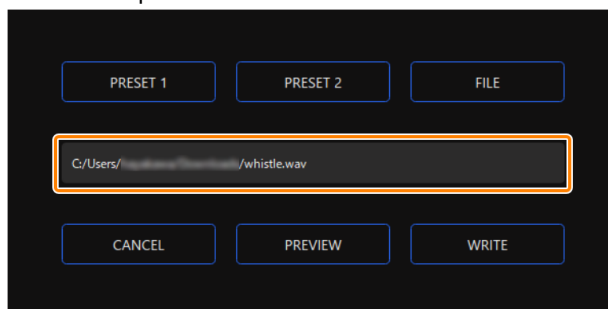 PRESET 1 PRESET 2 FILE
C:/Users/ /whistle.wav
CANCEL PREVIEW WRITE